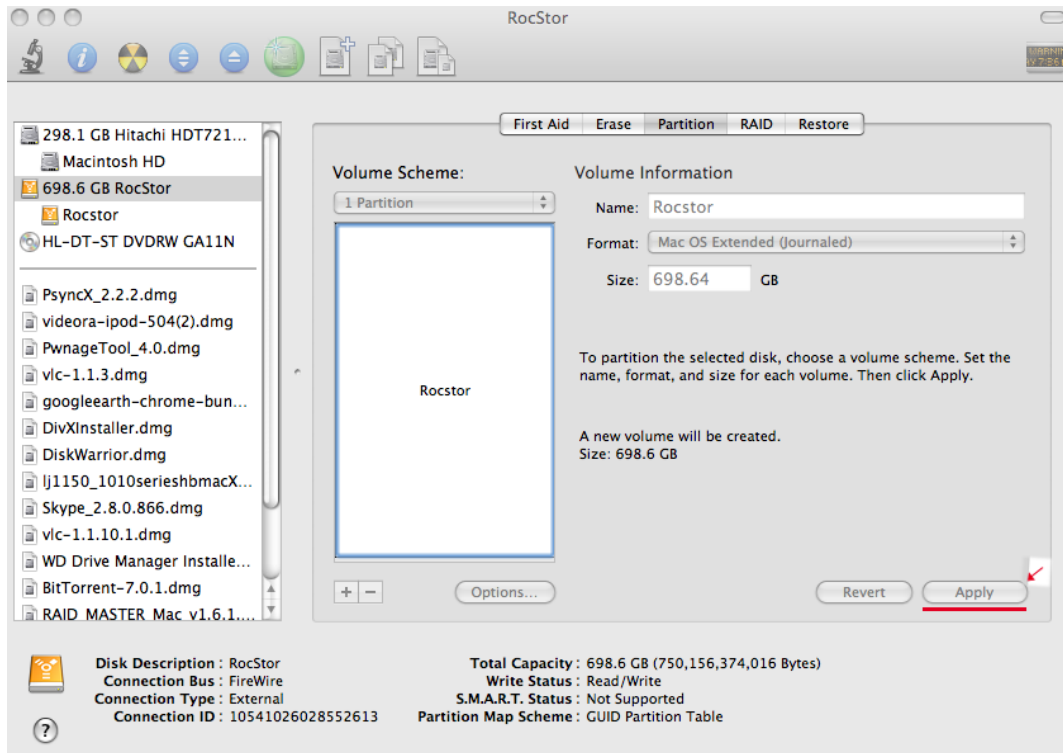 RocStor
First Aid
Erase
Partition
RAID
Restore
298.1 GB Hitachi HDT721...
Macintosh HD
698.6 GB RocStor
Rocstor
HL-DT-ST DVDRW GA11N
PsyncX_2.2.2.dmg
videora-ipod-504(2).dmg
PwnageTool_4.0.dmg
vlc-1.1.3.dmg
googleearth-chrome-bun...
DivXInstaller.dmg
DiskWarrior.dmg
lj1150_1010serieshbmacX...
Skype_2.8.0.866.dmg
vlc-1.1.10.1.dmg
WD Drive Manager Installe...
BitTorrent-7.0.1.dmg
RAID MASTER Mac v1.6.1....
Volume Scheme:
1 Partition
Rocstor
Options...
Volume Information
Name: Rocstor
Format: Mac OS Extended (Journaled)
Size: 698.64 GB
To partition the selected disk, choose a volume scheme. Set the
name, format, and size for each volume. Then click Apply.
A new volume will be created.
Size: 698.6 GB
Revert
Apply
Disk Description : RocStor
Connection Bus : FireWire
Connection Type : External
Connection ID : 10541026028552613
Total Capacity : 698.6 GB (750,156,374,016 Bytes)
Write Status : Read/Write
S.M.A.R.T. Status : Not Supported
Partition Map Scheme : GUID Partition Table